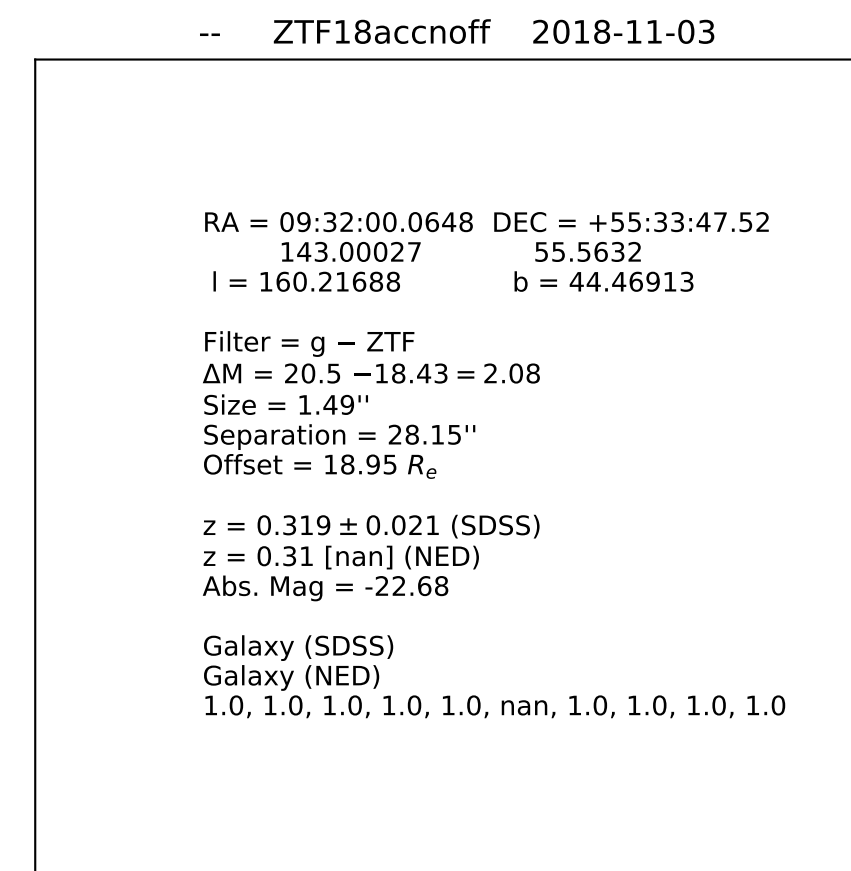 -- ZTF18accnoff 2018-11-03
RA = 09:32:00.0648 DEC = +55:33:47.52
143.00027 55.5632
l = 160.21688 b = 44.46913
Filter = g − ZTF
ΔM = 20.5 −18.43 = 2.08
Size = 1.49''
Separation = 28.15''
Offset = 18.95 Re
z = 0.319 ± 0.021 (SDSS)
z = 0.31 [nan] (NED)
Abs. Mag = -22.68
Galaxy (SDSS)
Galaxy (NED)
1.0, 1.0, 1.0, 1.0, 1.0, nan, 1.0, 1.0, 1.0, 1.0